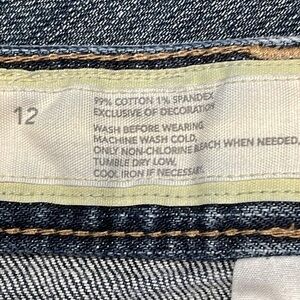 12
99% COTTON 1% SPANDEX
EXCLUSIVE OF DECORATION
WASH BEFORE WEARING
MACHINE WASH COLD,
ONLY NON-CHLORINE BEACH WHEN NEEDED,
TUMBLE DRY LOW,
COOL IRON IF NECESSARY.